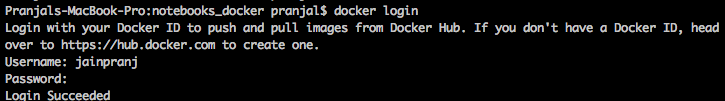 Pranjals-MacBook-Pro:notebooks_docker pranjal$ docker login
Login with your Docker ID to push and pull images from Docker Hub. If you don't have a Docker ID, head
over to https://hub.docker.com to create one.
Username: jainpranj
Password:
Login Succeeded